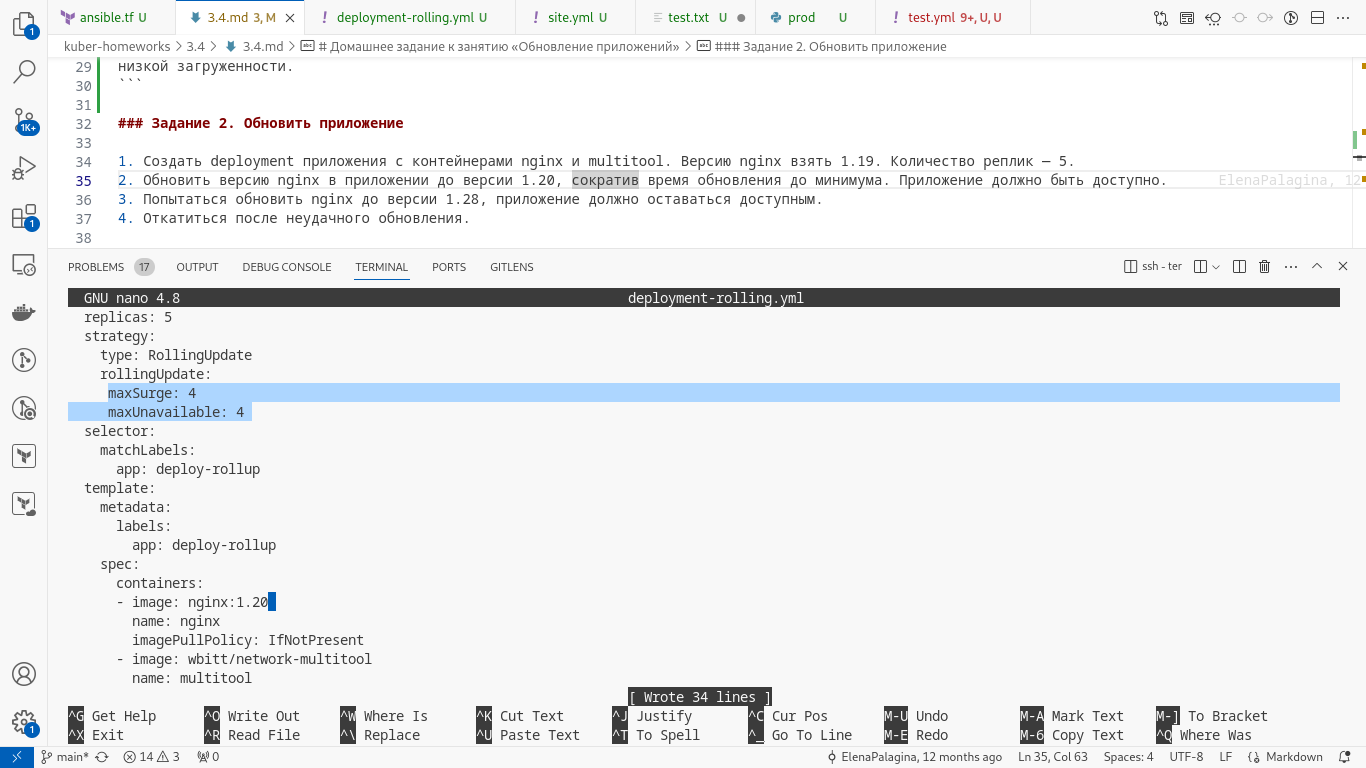 ansible.tf U
3.4.md 3, M
! deployment-rolling.yml U
! site.yml U
test.txt U
prod U
! test.yml 9+, U, U
kuber-homeworks > 3.4 > 3.4.md > # Домашнее задание к занятию «Обновление приложений» > ### Задание 2. Обновить приложение
29 низкой загруженности.
30 ```
31
32 ### Задание 2. Обновить приложение
33
34 1. Создать deployment приложения с контейнерами nginx и multitool. Версию nginx взять 1.19. Количество реплик — 5.
35 2. Обновить версию nginx в приложении до версии 1.20, сократив время обновления до минимума. Приложение должно быть доступно. ElenaPalagina, 12
36 3. Попытаться обновить nginx до версии 1.28, приложение должно оставаться доступным.
37 4. Откатиться после неудачного обновления.
38
PROBLEMS 17 OUTPUT DEBUG CONSOLE TERMINAL PORTS GITLENS ssh - ter
GNU nano 4.8 deployment-rolling.yml
replicas: 5
strategy:
type: RollingUpdate
rollingUpdate:
maxSurge: 4
maxUnavailable: 4
selector:
matchLabels:
app: deploy-rollup
template:
metadata:
labels:
app: deploy-rollup
spec:
containers:
- image: nginx:1.20
name: nginx
imagePullPolicy: IfNotPresent
- image: wbitt/network-multitool
name: multitool
[ Wrote 34 lines ]
^G Get Help ^O Write Out ^W Where Is ^K Cut Text ^J Justify ^C Cur Pos M-U Undo M-A Mark Text M-] To Bracket
^X Exit ^R Read File ^\ Replace ^U Paste Text ^T To Spell ^_ Go To Line M-E Redo M-6 Copy Text ^Q Where Was
1
1K+
1
1
main* 14 3 0 ElenaPalagina, 12 months ago Ln 35, Col 63 Spaces: 4 UTF-8 LF Markdown